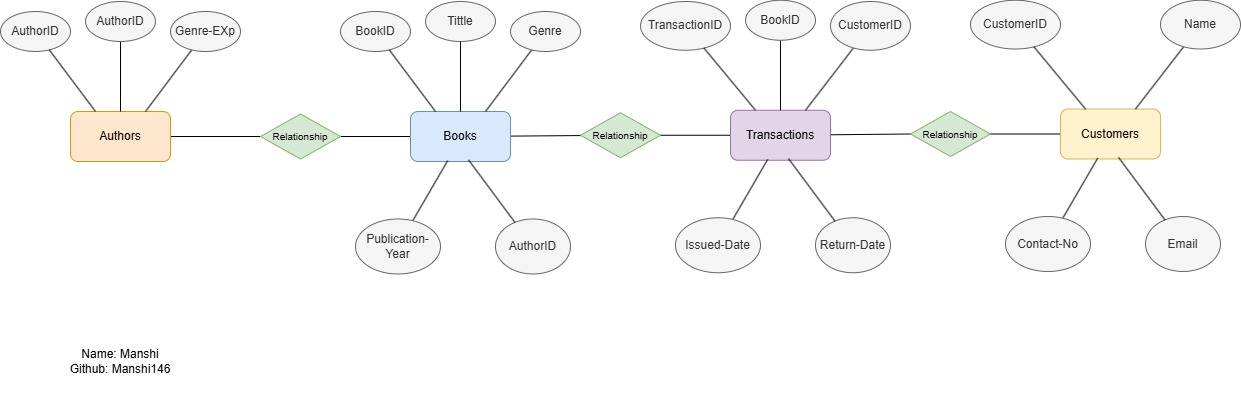 AuthorID
AuthorID
Genre-EXp
BookID
Tittle
Genre
TransactionID
BookID
CustomerID
CustomerID
Name
Authors
Relationship
Books
Relationship
Transactions
Relationship
Customers
Publication-
Year
AuthorID
Issued-Date
Return-Date
Contact-No
Email
Name: Manshi
Github: Manshi146